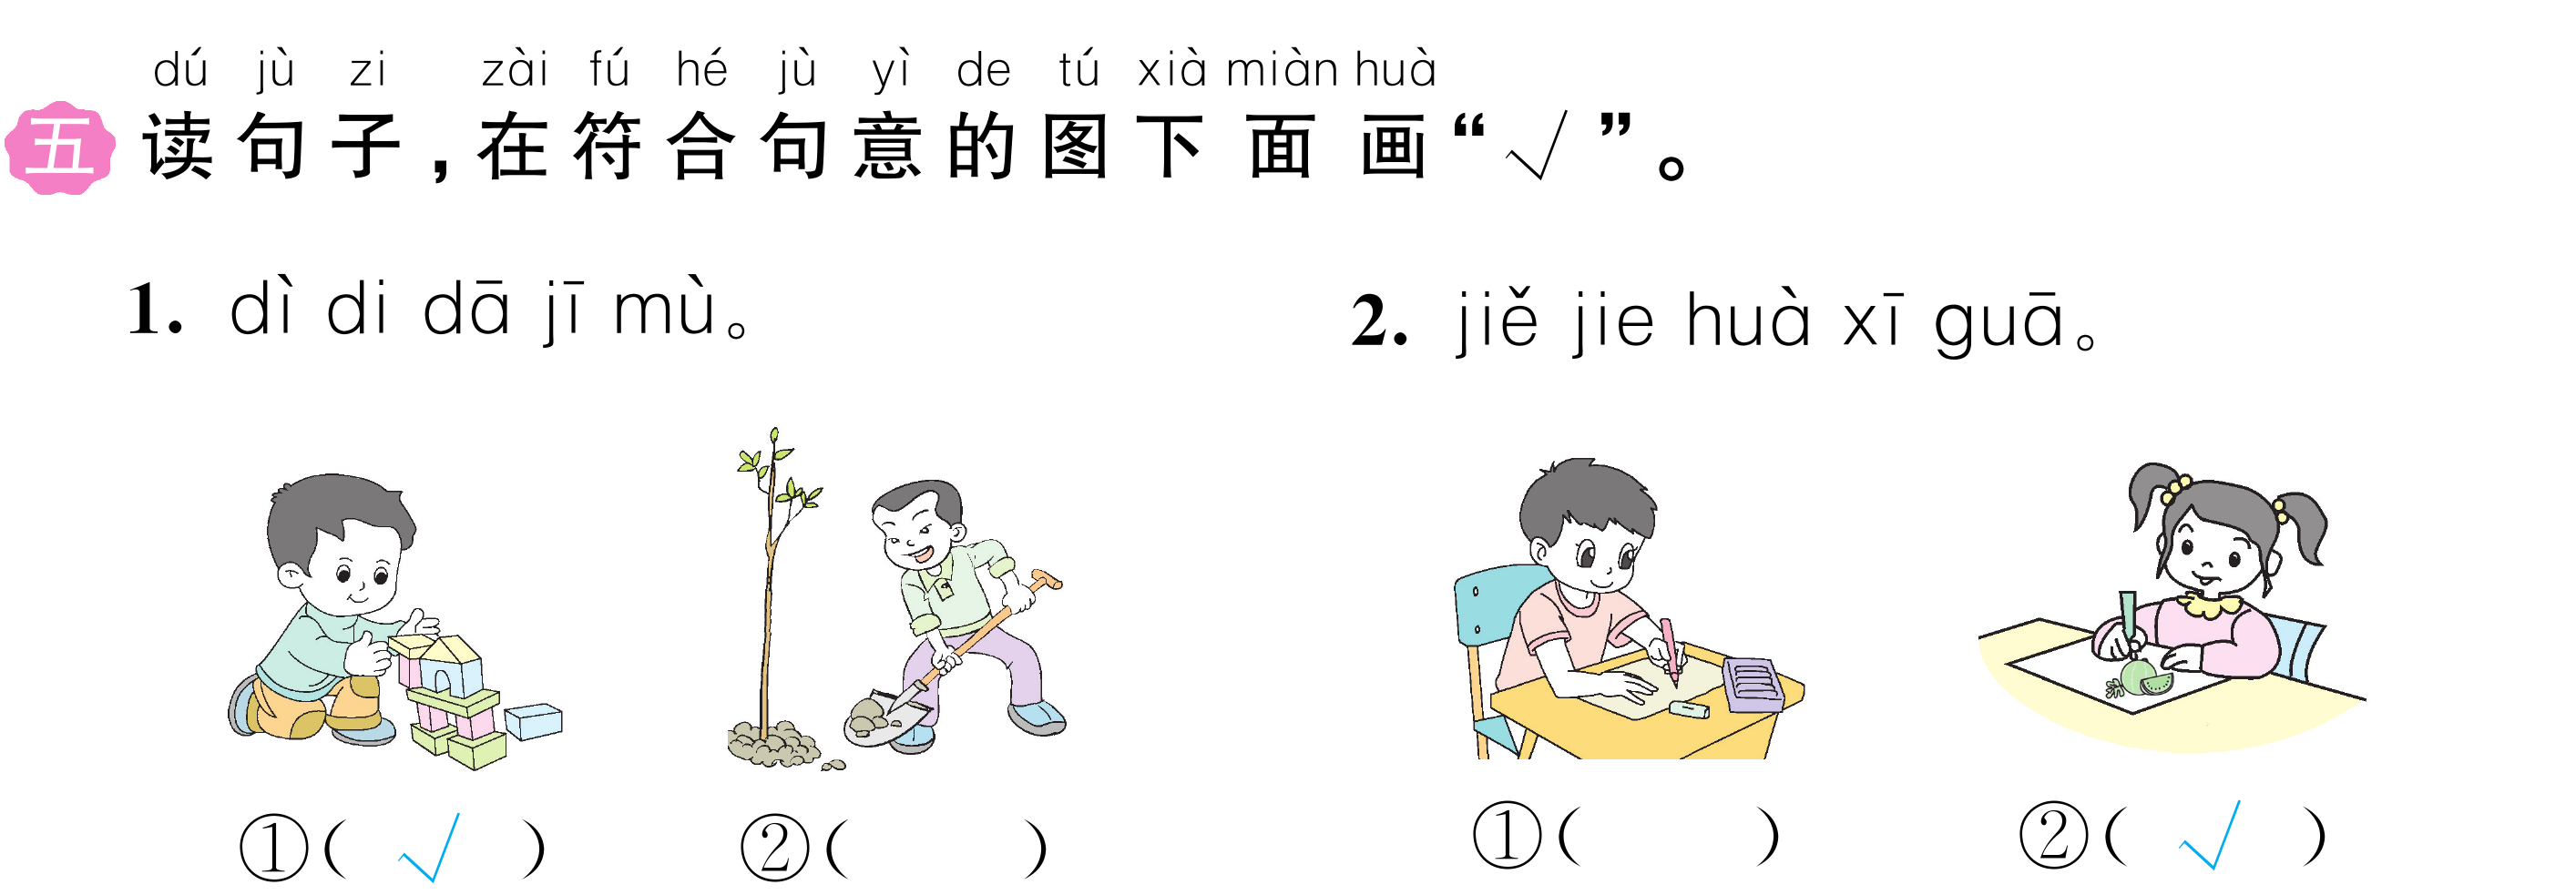 dú jù zi zài fú hé jù yì de tú xià miàn huà
五 读句子,在符合句意的图下面画“√”。
1. dì di dā jī mù。
2. jiě jie huà xī guā。
①( √ ) ②( ) ①( ) ②( √ )